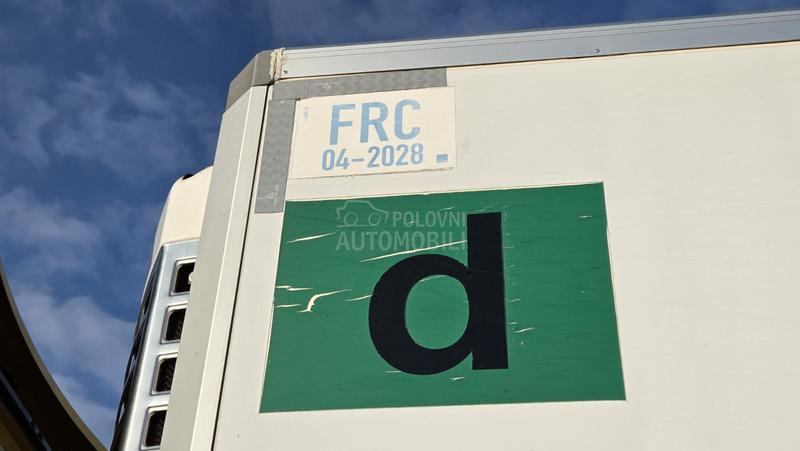 FRC
04-2028
POLOVNI
AUTOMOBILI
d